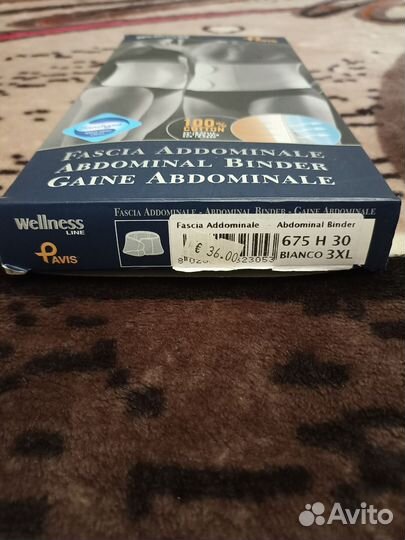 100%
COTTON
FASCIA ADDOMINALE
ABDOMINAL BINDER
GAINE ABDOMINALE
FASCIA ADDOMINALE - ABDOMINAL BINDER - GAINE ABDOMINALE
wellness
LINE
PAVIS
Fascia Addominale Abdominal Binder
€ 36.00
675 H 30
23053
BIANCO 3XL
Avito